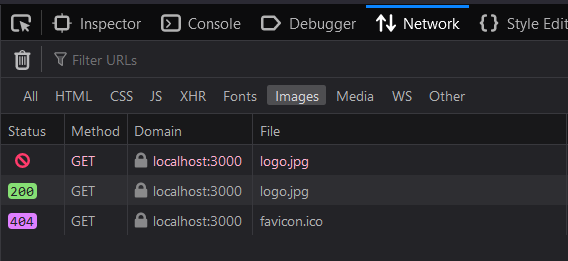 Inspector Console Debugger Network Style Edit
Filter URLs
All HTML CSS JS XHR Fonts Images Media WS Other
Status Method Domain File
GET localhost:3000 logo.jpg
200 GET localhost:3000 logo.jpg
404 GET localhost:3000 favicon.ico